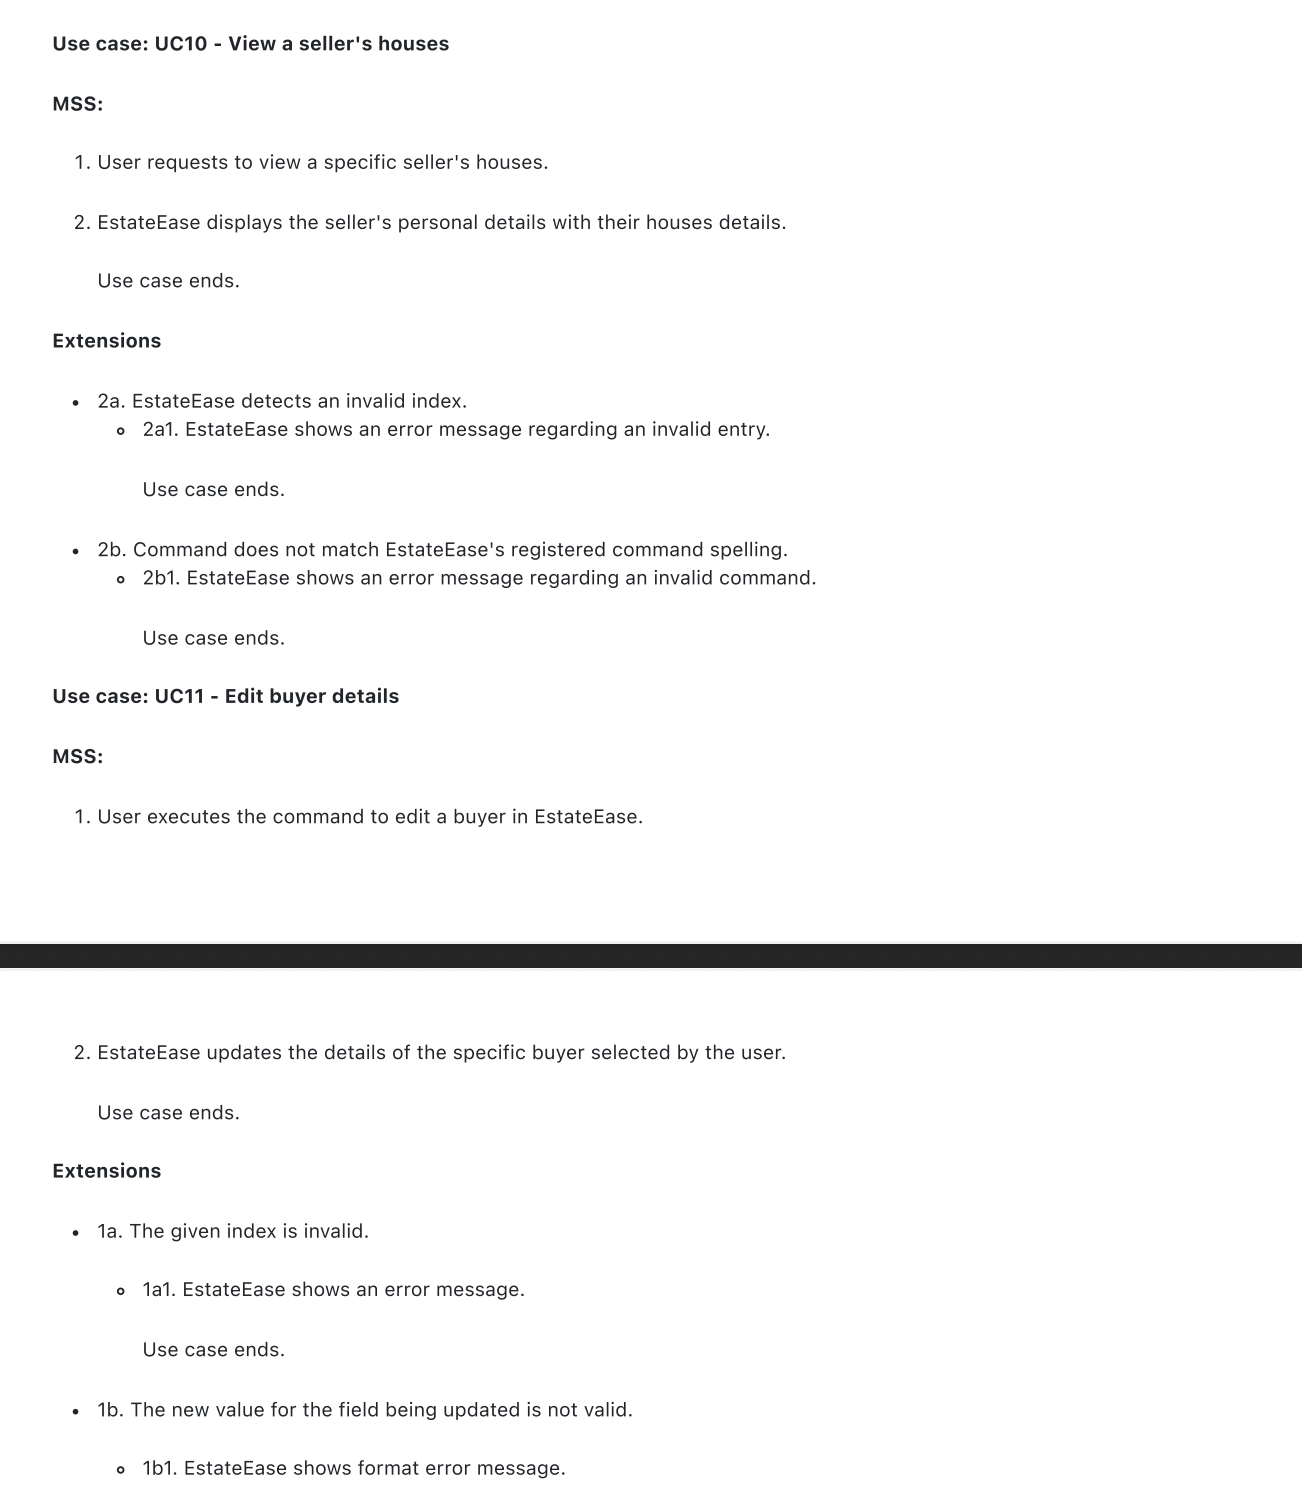 Use case: UC10 - View a seller's houses
MSS:
1. User requests to view a specific seller's houses.
2. EstateEase displays the seller's personal details with their houses details.
Use case ends.
Extensions
• 2a. EstateEase detects an invalid index.
◦ 2a1. EstateEase shows an error message regarding an invalid entry.
Use case ends.
• 2b. Command does not match EstateEase's registered command spelling.
◦ 2b1. EstateEase shows an error message regarding an invalid command.
Use case ends.
Use case: UC11 - Edit buyer details
MSS:
1. User executes the command to edit a buyer in EstateEase.
2. EstateEase updates the details of the specific buyer selected by the user.
Use case ends.
Extensions
• 1a. The given index is invalid.
◦ 1a1. EstateEase shows an error message.
Use case ends.
• 1b. The new value for the field being updated is not valid.
◦ 1b1. EstateEase shows format error message.